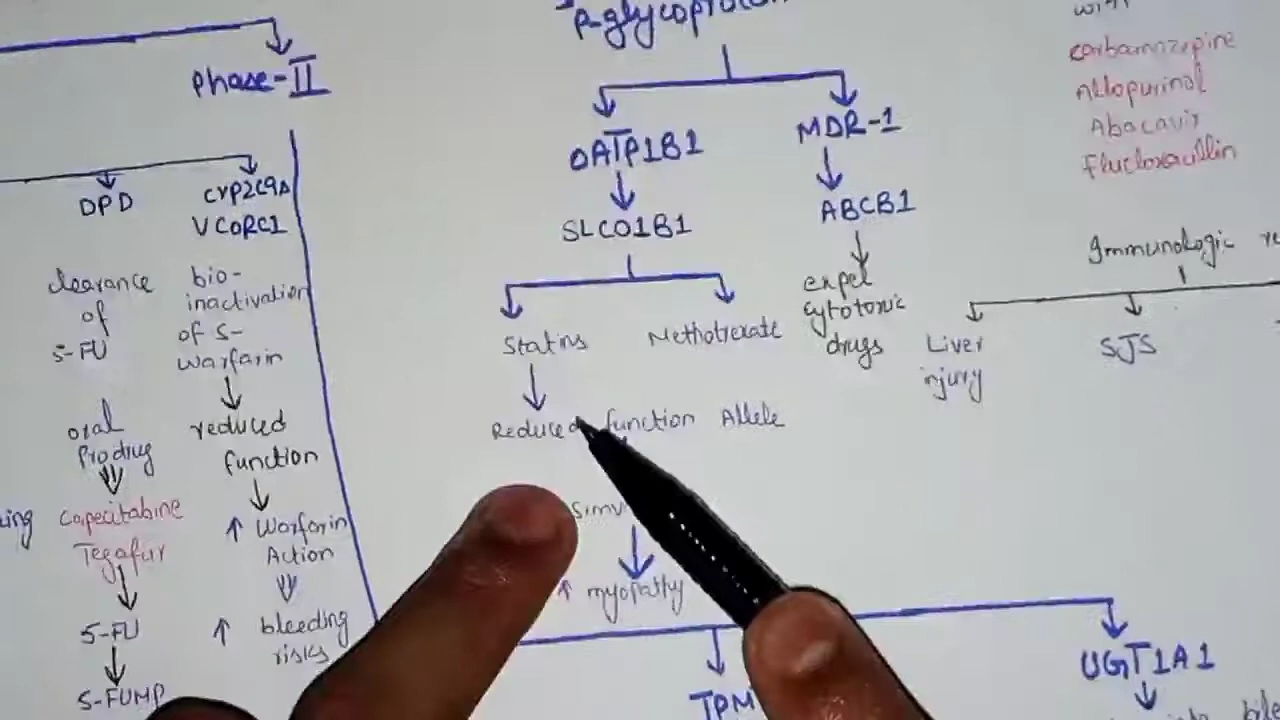 Phase-II
DPD
CYP2C9A
VCORC1
clearance
of
5-FU
oral
Prodrug
Capecitabine
Tegafur
5-FU
5-FUMP
bio-
inactivation
of S-
warfarin
reduced
function
↑ Warfarin
Action
↑ bleeding
risks
P-glycoprotein
OATP1B1
SLCO1B1
Statins
Reduced function Allele
↑ myopathy
Methotrexate
MDR-1
ABCB1
expel
cytotoxic
drugs
with
carbamazepine
Allopurinol
Abacavir
flucloxacillin
Immunologic
Liver
injury
SJS
UGT1A1